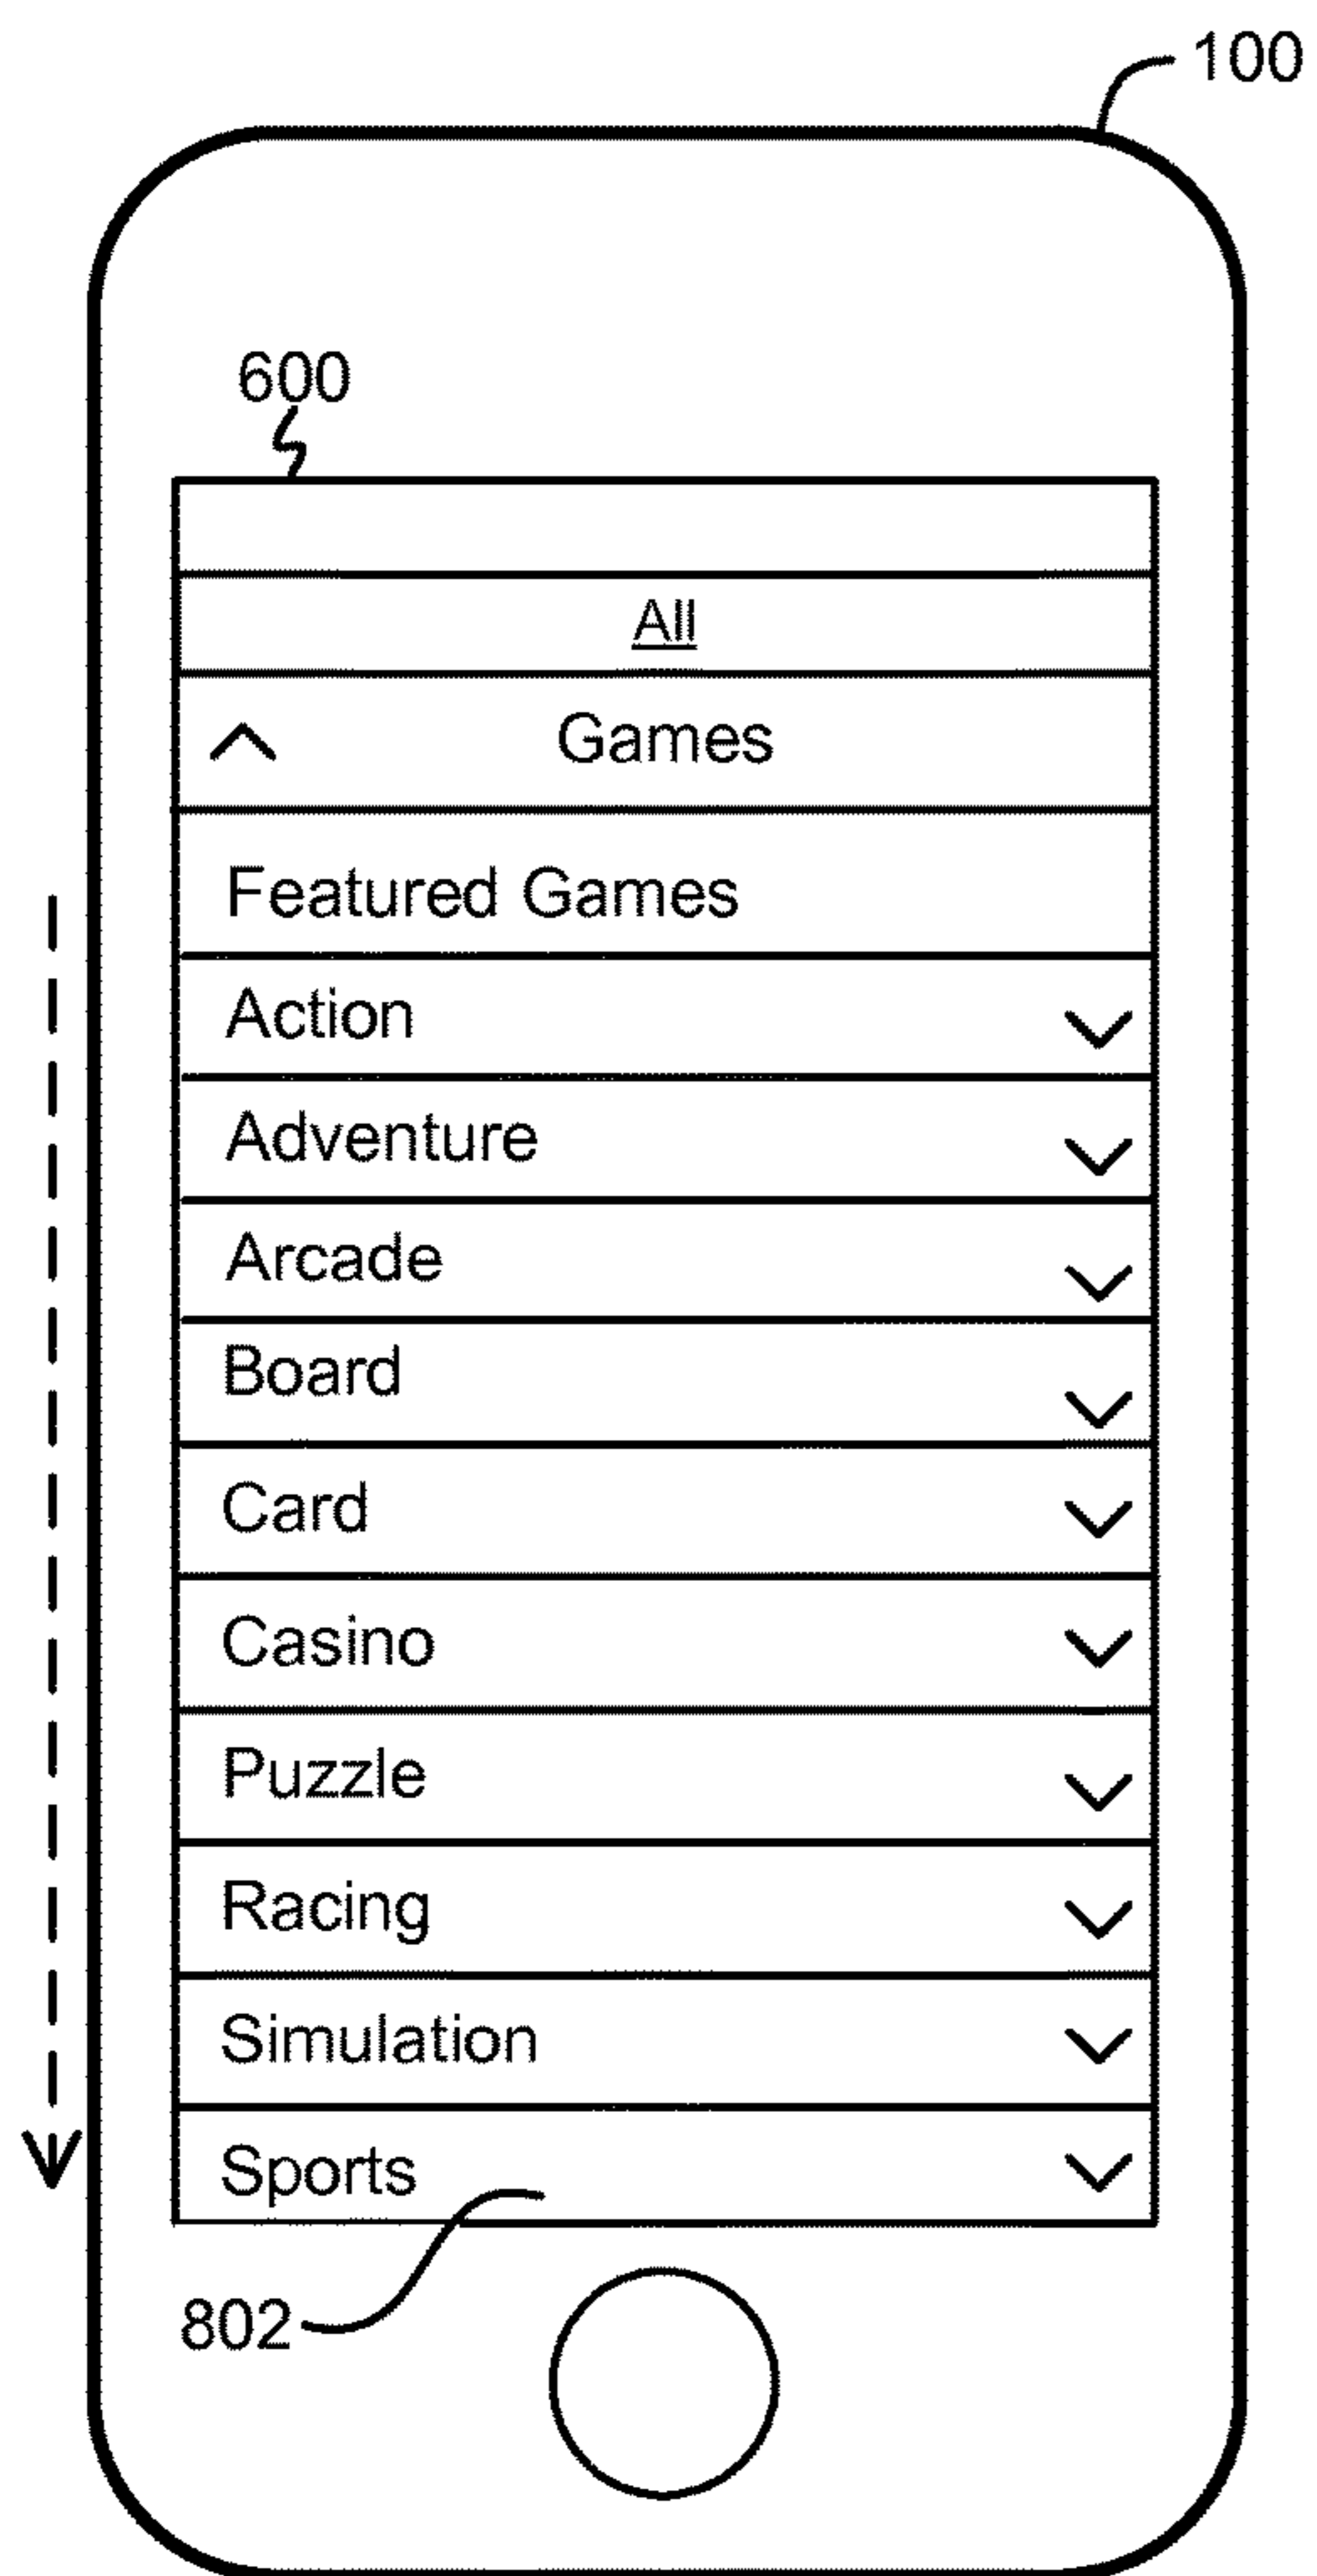 100
600
All
Games
Featured Games
Action
Adventure
Arcade
Board
Card
Casino
Puzzle
Racing
Simulation
Sports
802